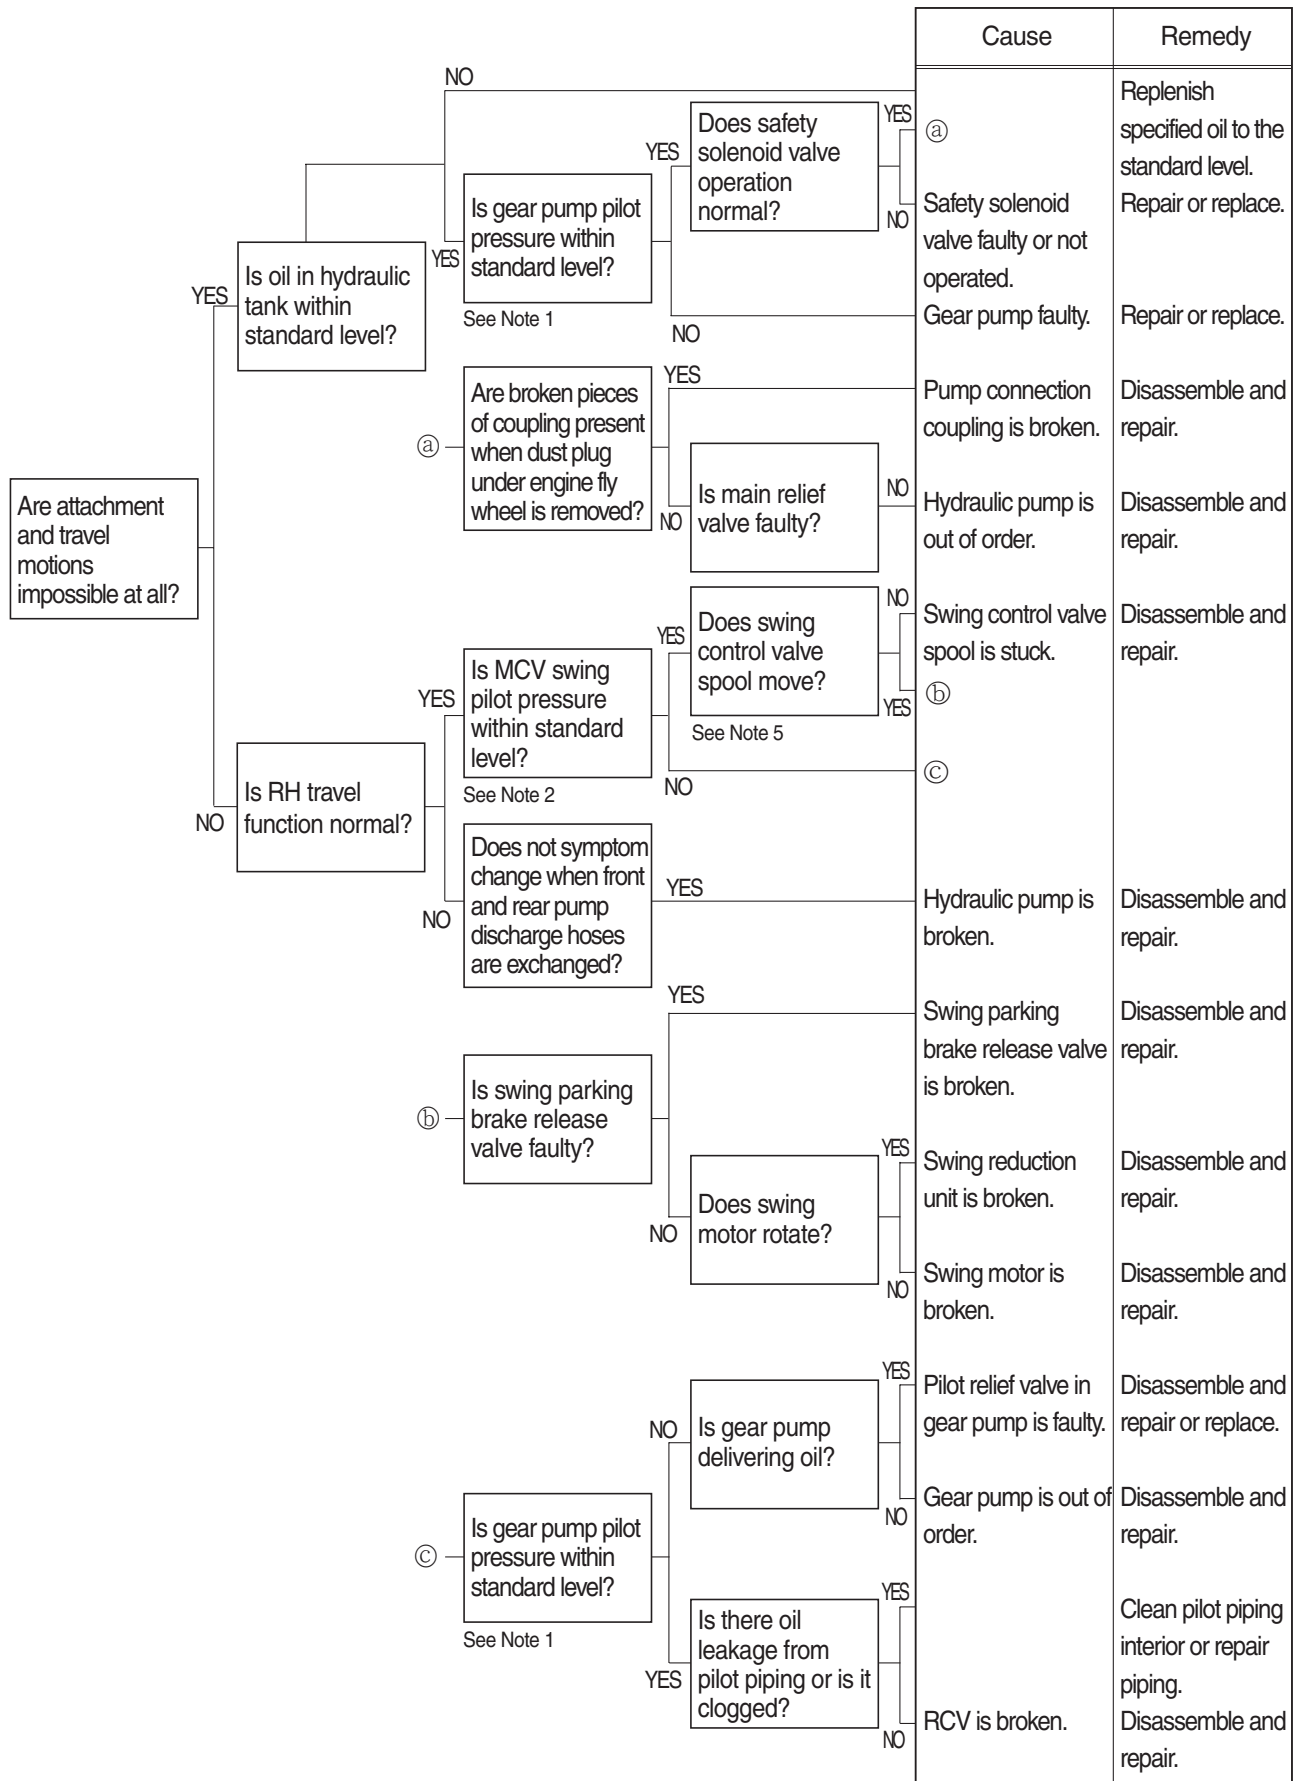 Cause
Remedy
NO
Replenish
specified oil to the
standard level.
YES
Does safety
solenoid valve
operation
normal?
YES
ⓐ
NO
Safety solenoid
valve faulty or not
operated.
Repair or replace.
Is gear pump pilot
pressure within
standard level?
YES
See Note 1
NO
Gear pump faulty.
Repair or replace.
YES
Is oil in hydraulic
tank within
standard level?
ⓐ
Are broken pieces
of coupling present
when dust plug
under engine fly
wheel is removed?
YES
Pump connection
coupling is broken.
Disassemble and
repair.
NO
Is main relief
valve faulty?
NO
Hydraulic pump is
out of order.
Disassemble and
repair.
Are attachment
and travel
motions
impossible at all?
YES
Does swing
control valve
spool move?
See Note 5
NO
Swing control valve
spool is stuck.
Disassemble and
repair.
YES
ⓑ
YES
Is MCV swing
pilot pressure
within standard
level?
See Note 2
NO
ⓒ
NO
Is RH travel
function normal?
NO
Does not symptom
change when front
and rear pump
discharge hoses
are exchanged?
YES
Hydraulic pump is
broken.
Disassemble and
repair.
ⓑ
Is swing parking
brake release
valve faulty?
YES
Swing parking
brake release valve
is broken.
Disassemble and
repair.
NO
Does swing
motor rotate?
YES
Swing reduction
unit is broken.
Disassemble and
repair.
NO
Swing motor is
broken.
Disassemble and
repair.
ⓒ
Is gear pump pilot
pressure within
standard level?
See Note 1
NO
Is gear pump
delivering oil?
YES
Pilot relief valve in
gear pump is faulty.
Disassemble and
repair or replace.
NO
Gear pump is out of
order.
Disassemble and
repair.
YES
Is there oil
leakage from
pilot piping or is it
clogged?
YES
Clean pilot piping
interior or repair
piping.
NO
RCV is broken.
Disassemble and
repair.